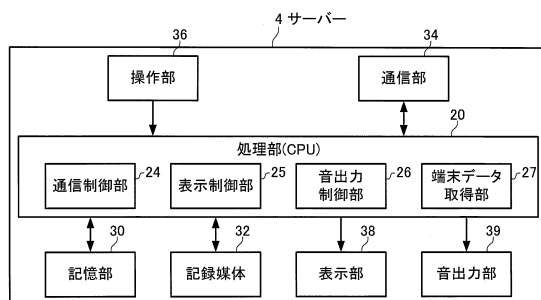 4 サーバー
36
34
操作部
通信部
20
処理部(CPU)
通信制御部
24
表示制御部
25
音出力
制御部
26
端末データ
取得部
27
30
32
38
39
記憶部
記録媒体
表示部
音出力部